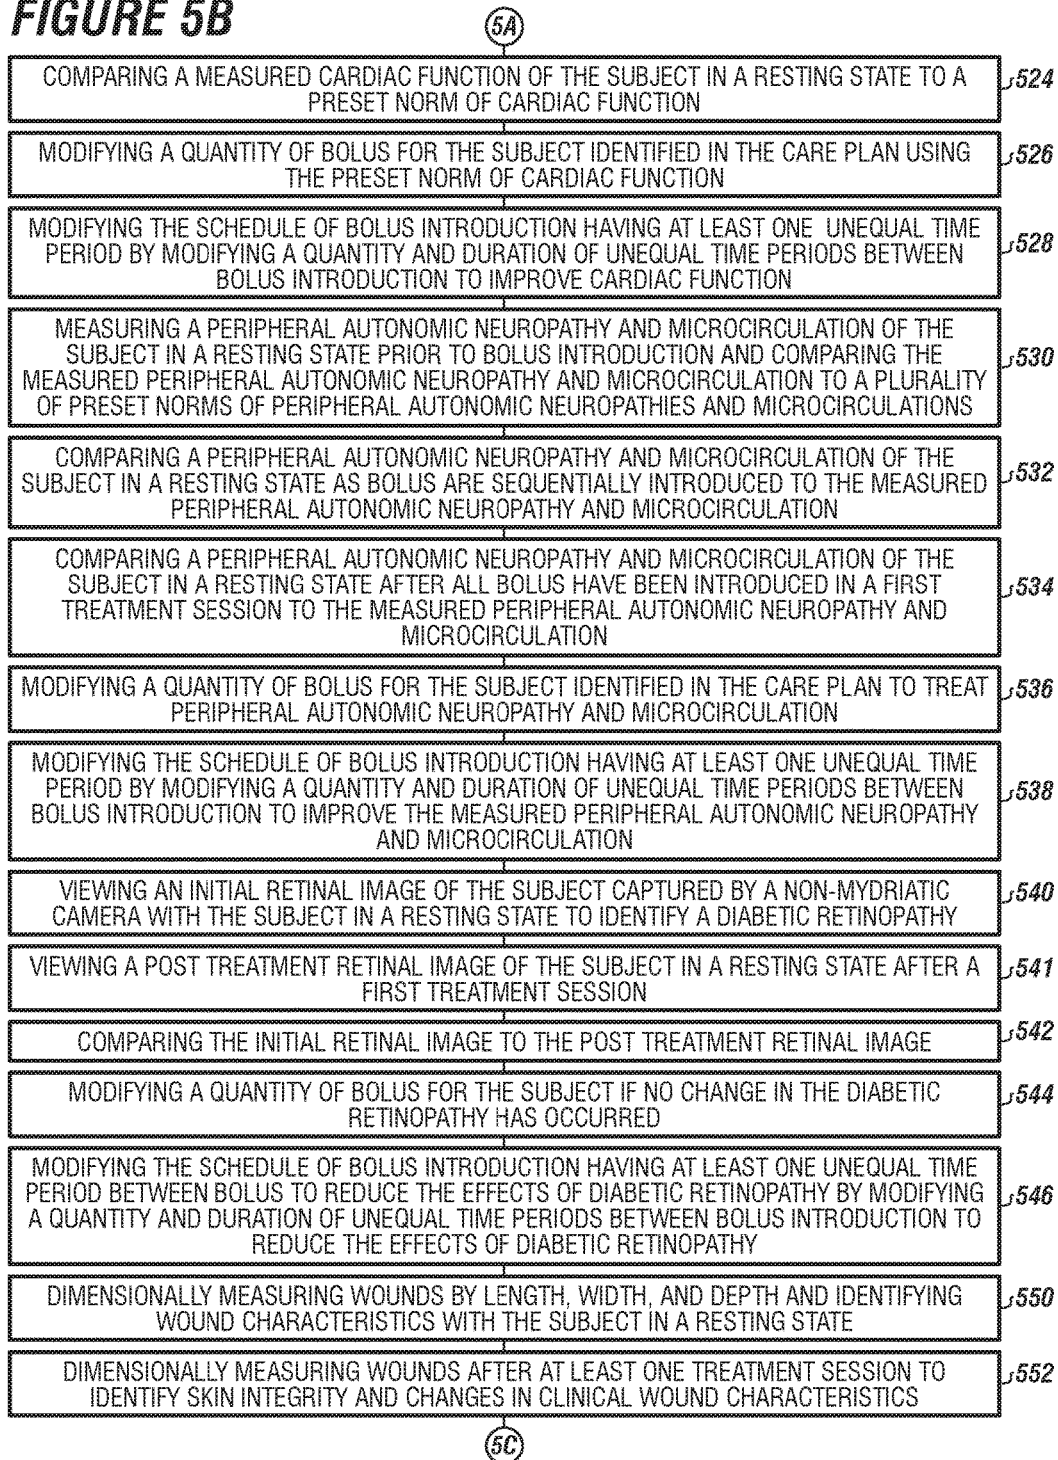 FIGURE 5B
5A
COMPARING A MEASURED CARDIAC FUNCTION OF THE SUBJECT IN A RESTING STATE TO A
PRESET NORM OF CARDIAC FUNCTION
524
MODIFYING A QUANTITY OF BOLUS FOR THE SUBJECT IDENTIFIED IN THE CARE PLAN USING
THE PRESET NORM OF CARDIAC FUNCTION
526
MODIFYING THE SCHEDULE OF BOLUS INTRODUCTION HAVING AT LEAST ONE UNEQUAL TIME
PERIOD BY MODIFYING A QUANTITY AND DURATION OF UNEQUAL TIME PERIODS BETWEEN
BOLUS INTRODUCTION TO IMPROVE CARDIAC FUNCTION
528
MEASURING A PERIPHERAL AUTONOMIC NEUROPATHY AND MICROCIRCULATION OF THE
SUBJECT IN A RESTING STATE PRIOR TO BOLUS INTRODUCTION AND COMPARING THE
MEASURED PERIPHERAL AUTONOMIC NEUROPATHY AND MICROCIRCULATION TO A PLURALITY
OF PRESET NORMS OF PERIPHERAL AUTONOMIC NEUROPATHIES AND MICROCIRCULATIONS
530
COMPARING A PERIPHERAL AUTONOMIC NEUROPATHY AND MICROCIRCULATION OF THE
SUBJECT IN A RESTING STATE AS BOLUS ARE SEQUENTIALLY INTRODUCED TO THE MEASURED
PERIPHERAL AUTONOMIC NEUROPATHY AND MICROCIRCULATION
532
COMPARING A PERIPHERAL AUTONOMIC NEUROPATHY AND MICROCIRCULATION OF THE
SUBJECT IN A RESTING STATE AFTER ALL BOLUS HAVE BEEN INTRODUCED IN A FIRST
TREATMENT SESSION TO THE MEASURED PERIPHERAL AUTONOMIC NEUROPATHY AND
MICROCIRCULATION
534
MODIFYING A QUANTITY OF BOLUS FOR THE SUBJECT IDENTIFIED IN THE CARE PLAN TO TREAT
PERIPHERAL AUTONOMIC NEUROPATHY AND MICROCIRCULATION
536
MODIFYING THE SCHEDULE OF BOLUS INTRODUCTION HAVING AT LEAST ONE UNEQUAL TIME
PERIOD BY MODIFYING A QUANTITY AND DURATION OF UNEQUAL TIME PERIODS BETWEEN
BOLUS INTRODUCTION TO IMPROVE THE MEASURED PERIPHERAL AUTONOMIC NEUROPATHY
AND MICROCIRCULATION
538
VIEWING AN INITIAL RETINAL IMAGE OF THE SUBJECT CAPTURED BY A NON-MYDRIATIC
CAMERA WITH THE SUBJECT IN A RESTING STATE TO IDENTIFY A DIABETIC RETINOPATHY
540
VIEWING A POST TREATMENT RETINAL IMAGE OF THE SUBJECT IN A RESTING STATE AFTER A
FIRST TREATMENT SESSION
541
COMPARING THE INITIAL RETINAL IMAGE TO THE POST TREATMENT RETINAL IMAGE
542
MODIFYING A QUANTITY OF BOLUS FOR THE SUBJECT IF NO CHANGE IN THE DIABETIC
RETINOPATHY HAS OCCURRED
544
MODIFYING THE SCHEDULE OF BOLUS INTRODUCTION HAVING AT LEAST ONE UNEQUAL TIME
PERIOD BETWEEN BOLUS TO REDUCE THE EFFECTS OF DIABETIC RETINOPATHY BY MODIFYING
A QUANTITY AND DURATION OF UNEQUAL TIME PERIODS BETWEEN BOLUS INTRODUCTION TO
REDUCE THE EFFECTS OF DIABETIC RETINOPATHY
546
DIMENSIONALLY MEASURING WOUNDS BY LENGTH, WIDTH, AND DEPTH AND IDENTIFYING
WOUND CHARACTERISTICS WITH THE SUBJECT IN A RESTING STATE
550
DIMENSIONALLY MEASURING WOUNDS AFTER AT LEAST ONE TREATMENT SESSION TO
IDENTIFY SKIN INTEGRITY AND CHANGES IN CLINICAL WOUND CHARACTERISTICS
552
5C